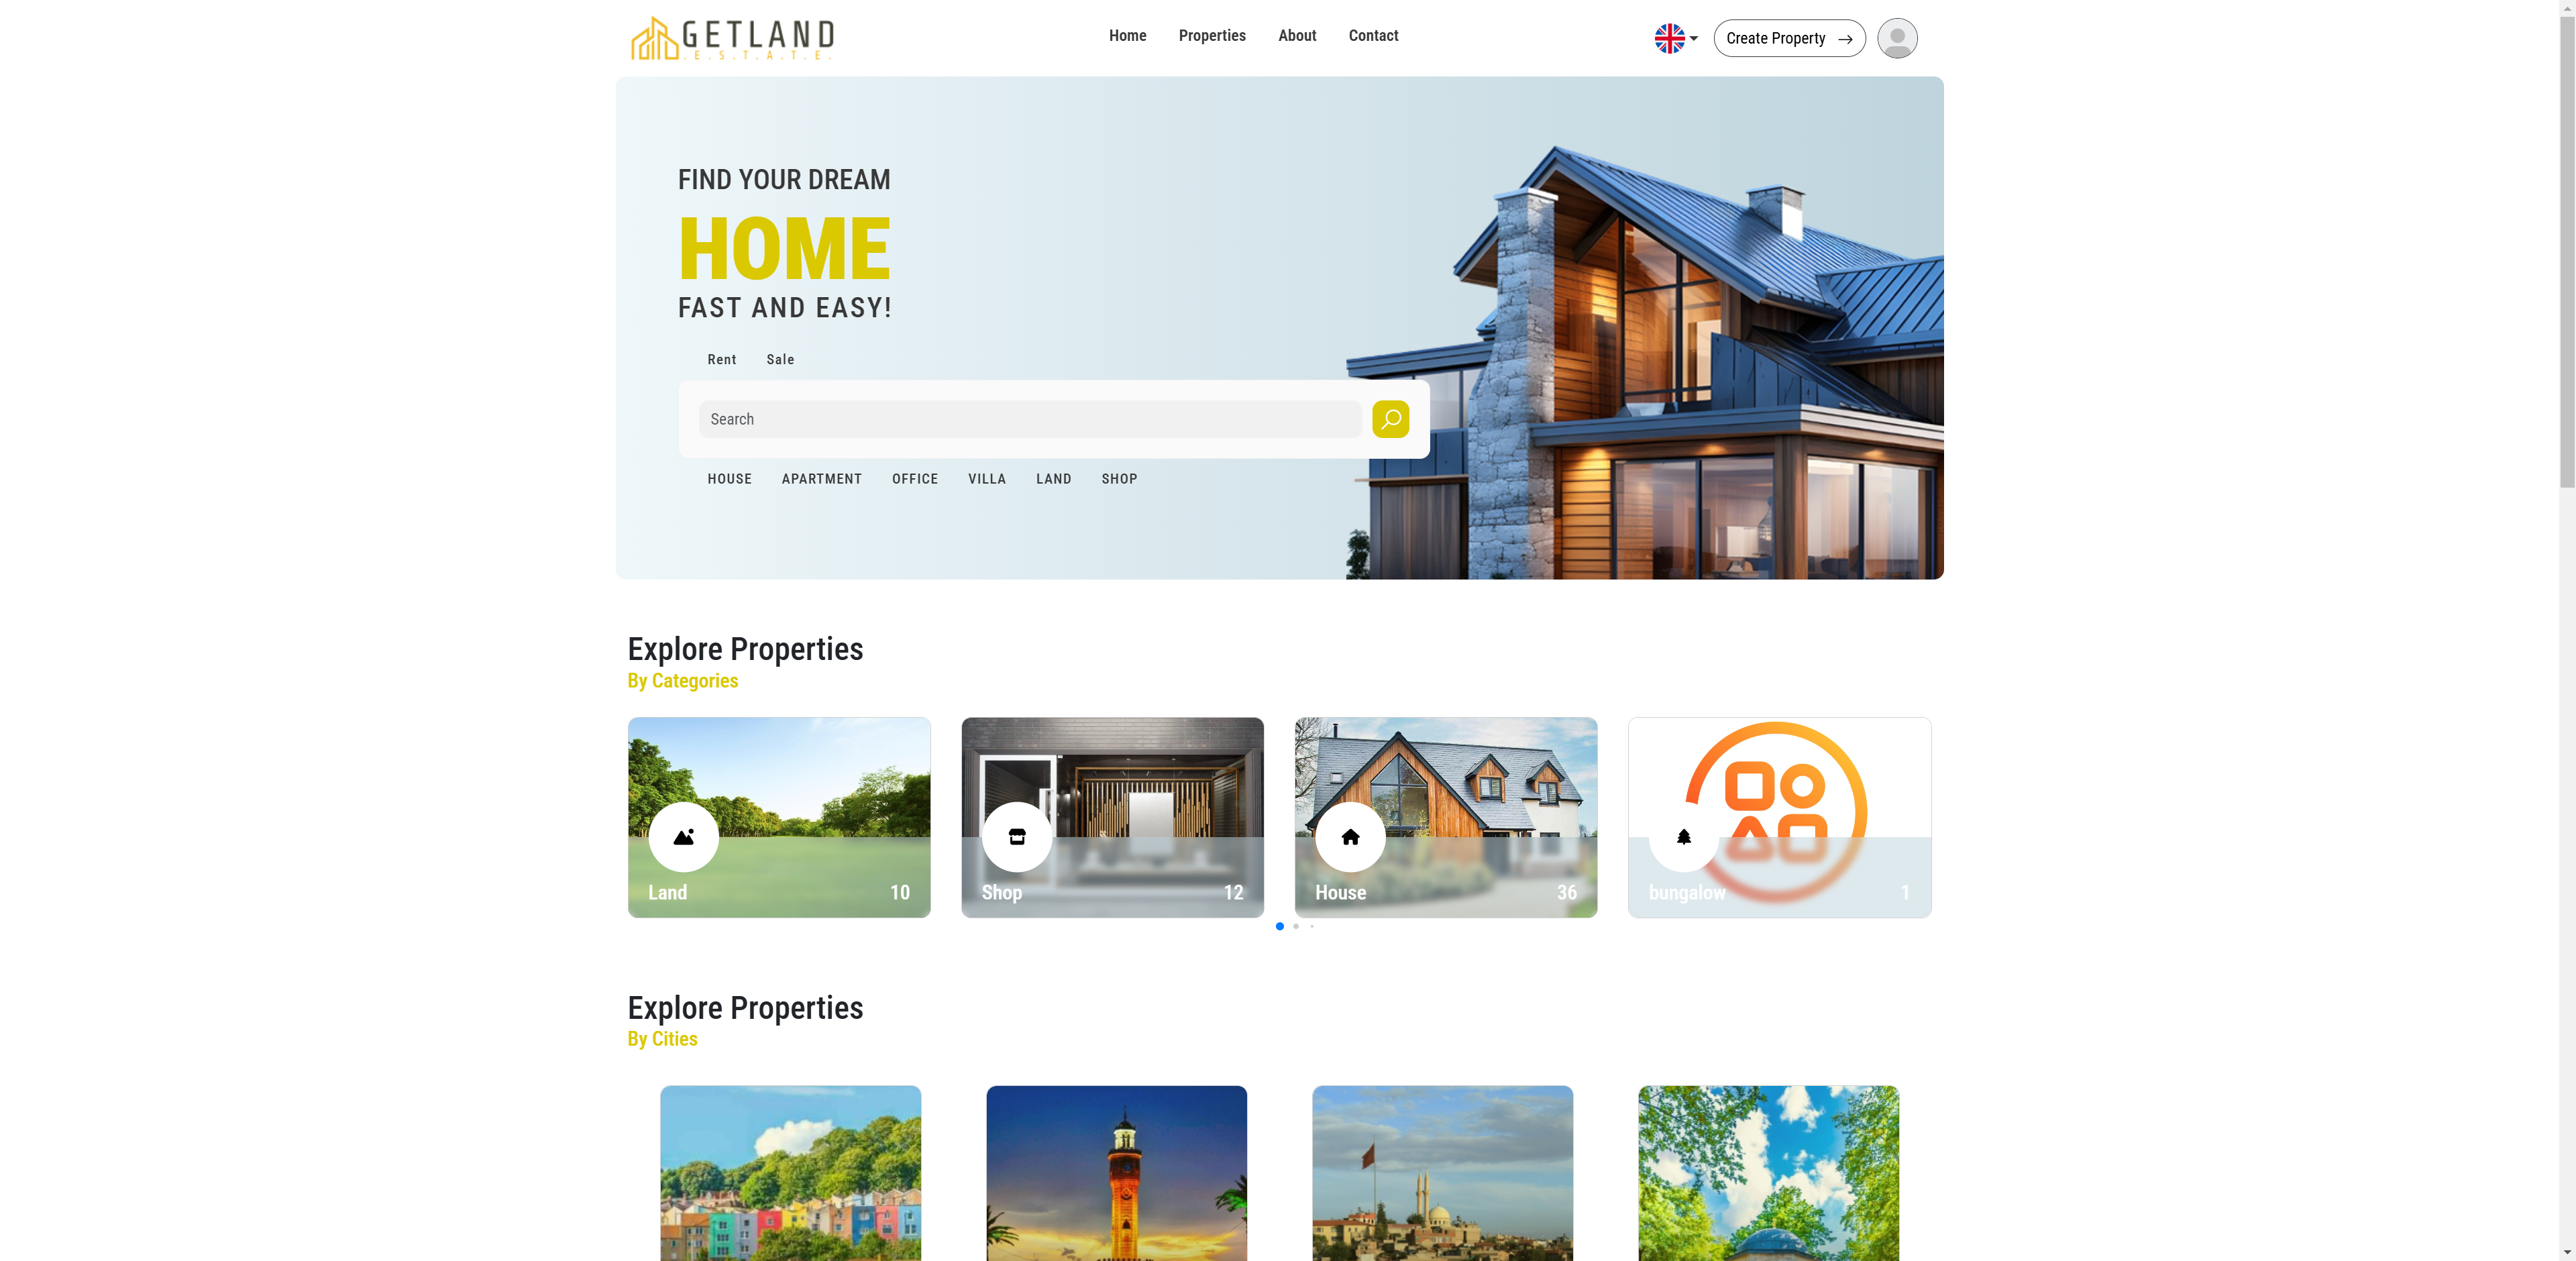 GETLAND
.E.S.T.A.T.E.
Home Properties About Contact
Create Property
FIND YOUR DREAM
HOME
FAST AND EASY!
Rent Sale
Search
HOUSE APARTMENT OFFICE VILLA LAND SHOP
Explore Properties
By Categories
Land 10
Shop 12
House 36
bungalow 1
Explore Properties
By Cities